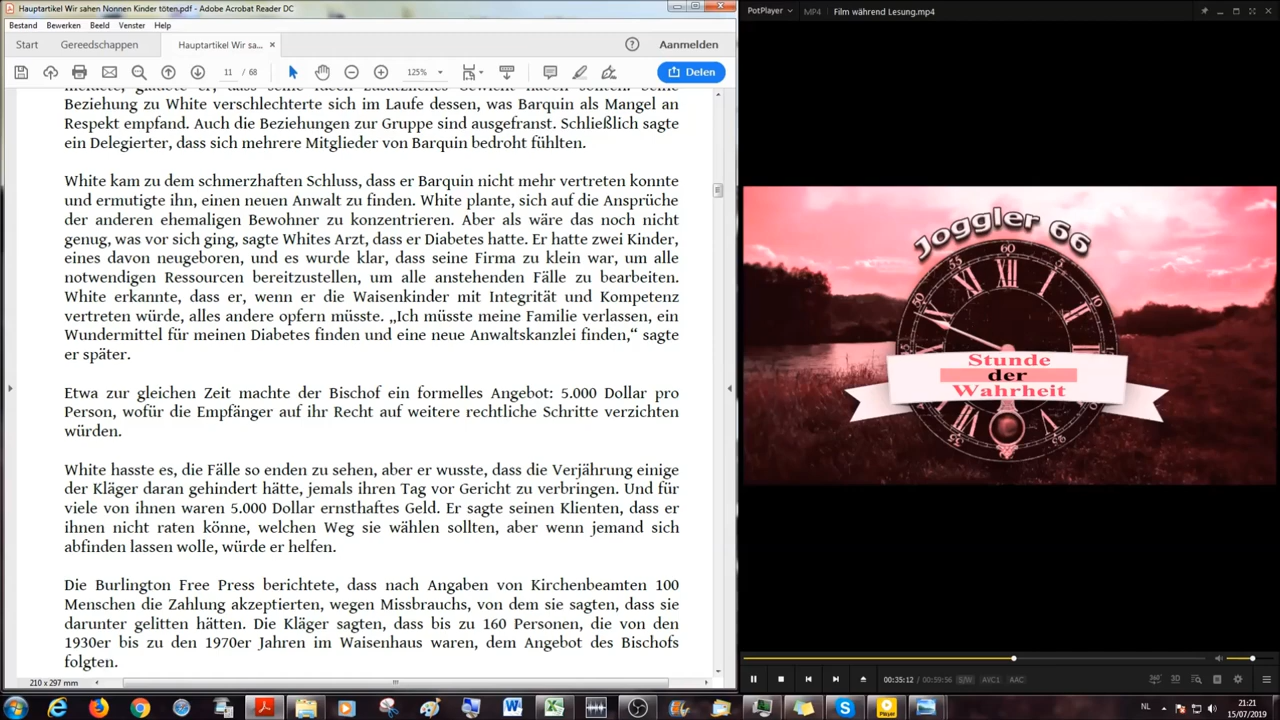 Hauptartikel Wir sahen Nonnen Kinder töten.pdf - Adobe Acrobat Reader DC
Bestand Bewerken Beeld Venster Help
Start Gereedschappen Hauptartikel Wir sa... × Aanmelden
11 / 68 125% Delen
Beziehung zu White verschlechterte sich im Laufe dessen, was Barquin als Mangel an
Respekt empfand. Auch die Beziehungen zur Gruppe sind ausgefranst. Schließlich sagte
ein Delegierter, dass sich mehrere Mitglieder von Barquin bedroht fühlten.
White kam zu dem schmerzhaften Schluss, dass er Barquin nicht mehr vertreten konnte
und ermutigte ihn, einen neuen Anwalt zu finden. White plante, sich auf die Ansprüche
der anderen ehemaligen Bewohner zu konzentrieren. Aber als wäre das noch nicht
genug, was vor sich ging, sagte Whites Arzt, dass er Diabetes hatte. Er hatte zwei Kinder,
eines davon neugeboren, und es wurde klar, dass seine Firma zu klein war, um alle
notwendigen Ressourcen bereitzustellen, um alle anstehenden Fälle zu bearbeiten.
White erkannte, dass er, wenn er die Waisenkinder mit Integrität und Kompetenz
vertreten würde, alles andere opfern müsste. „Ich müsste meine Familie verlassen, ein
Wundermittel für meinen Diabetes finden und eine neue Anwaltskanzlei finden,“ sagte
er später.
Etwa zur gleichen Zeit machte der Bischof ein formelles Angebot: 5.000 Dollar pro
Person, wofür die Empfänger auf ihr Recht auf weitere rechtliche Schritte verzichten
würden.
White hasste es, die Fälle so enden zu sehen, aber er wusste, dass die Verjährung einige
der Kläger daran gehindert hätte, jemals ihren Tag vor Gericht zu verbringen. Und für
viele von ihnen waren 5.000 Dollar ernsthaftes Geld. Er sagte seinen Klienten, dass er
ihnen nicht raten könne, welchen Weg sie wählen sollten, aber wenn jemand sich
abfinden lassen wolle, würde er helfen.
Die Burlington Free Press berichtete, dass nach Angaben von Kirchenbeamten 100
Menschen die Zahlung akzeptierten, wegen Missbrauchs, von dem sie sagten, dass sie
darunter gelitten hätten. Die Kläger sagten, dass bis zu 160 Personen, die von den
1930er bis zu den 1970er Jahren im Waisenhaus waren, dem Angebot des Bischofs
folgten.
210 x 297 mm
PotPlayer MP4 Film während Lesung.mp4
Joggler 66
Stunde
der
Wahrheit
00:35:12 / 00:59:36 S/W AVC1 AAC
NL 21:21
15/07/2019